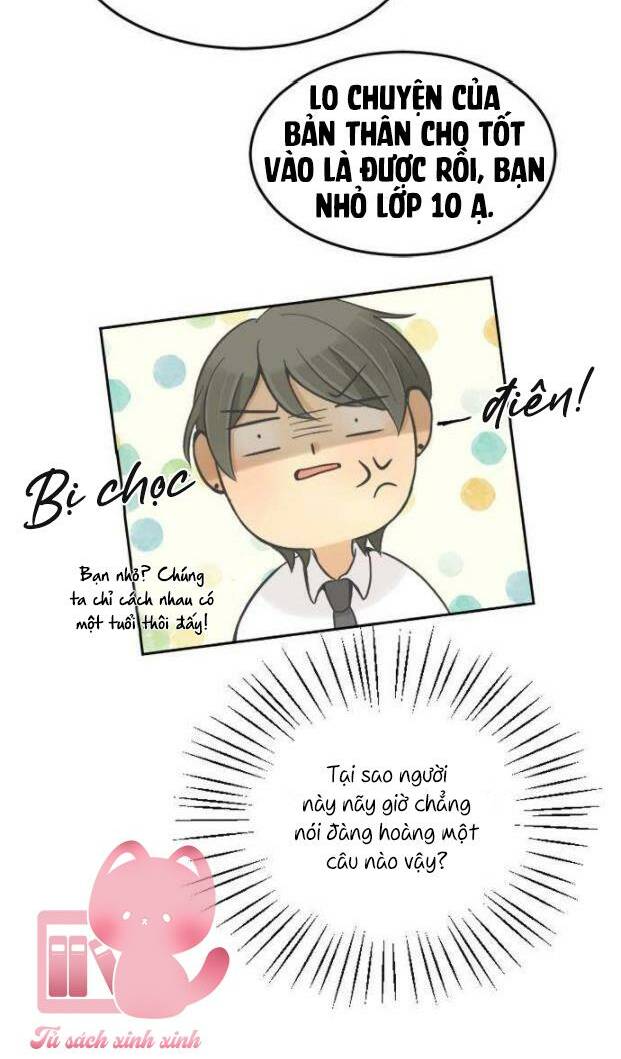 LO CHUYỆN CỦA
BẢN THÂN CHO TỐT
VÀO LÀ ĐƯỢC RỒI, BẠN
NHỎ LỚP 10 Ạ.
điên!
Bị chọc
Bạn nhỏ? Chúng
ta chỉ cách nhau có
một tuổi thôi đấy!
Tại sao người
này nãy giờ chẳng
nói đàng hoàng một
câu nào vậy?
Tủ sách xinh xinh